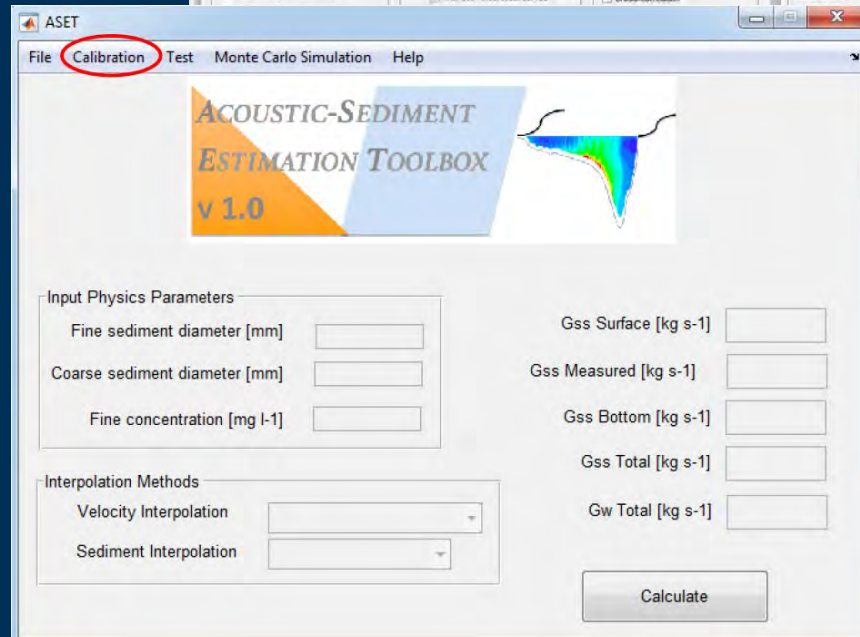 ASET
File Calibration Test Monte Carlo Simulation Help
ACOUSTIC-SEDIMENT
ESTIMATION TOOLBOX
V 1.0
Input Physics Parameters
Fine sediment diameter [mm]
Coarse sediment diameter [mm]
Fine concentration [mg l-1]
Interpolation Methods
Velocity Interpolation
Sediment Interpolation
Gss Surface [kg s-1]
Gss Measured [kg s-1]
Gss Bottom [kg s-1]
Gss Total [kg s-1]
Gw Total [kg s-1]
Calculate